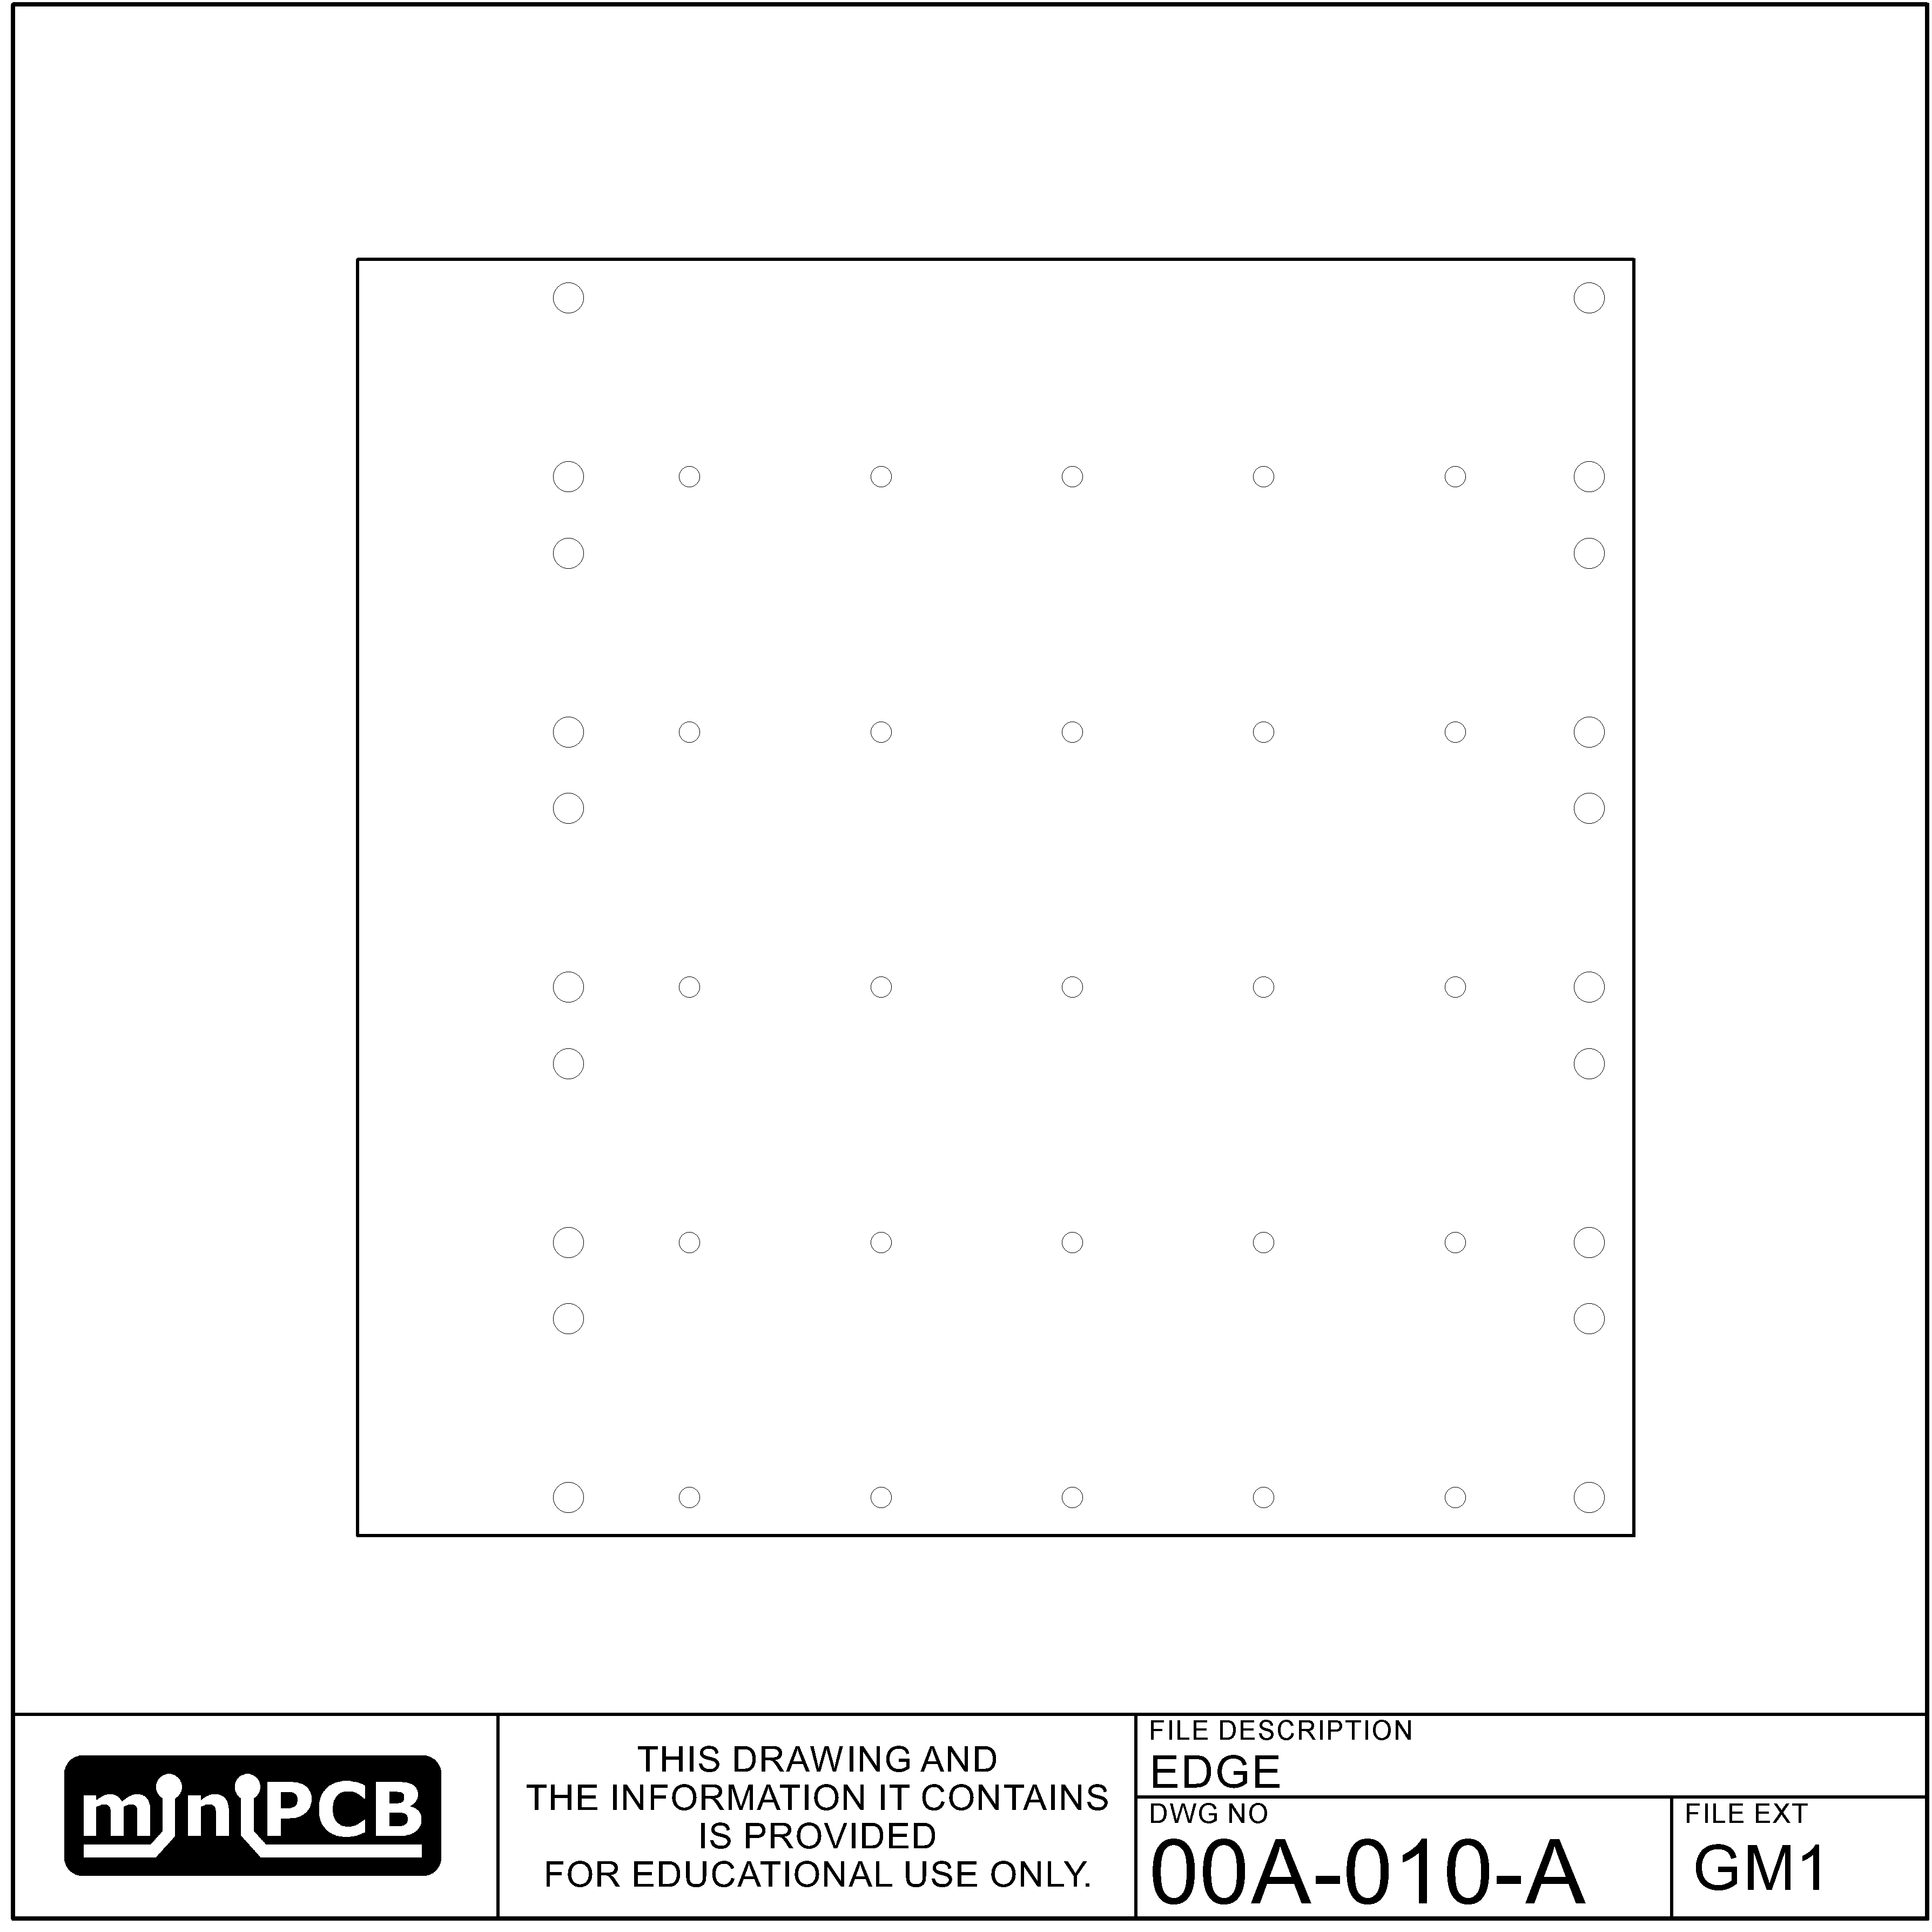 miniPCB
THIS DRAWING AND
THE INFORMATION IT CONTAINS
IS PROVIDED
FOR EDUCATIONAL USE ONLY.
FILE DESCRIPTION
EDGE
DWG NO
00A-010-A
FILE EXT
GM1